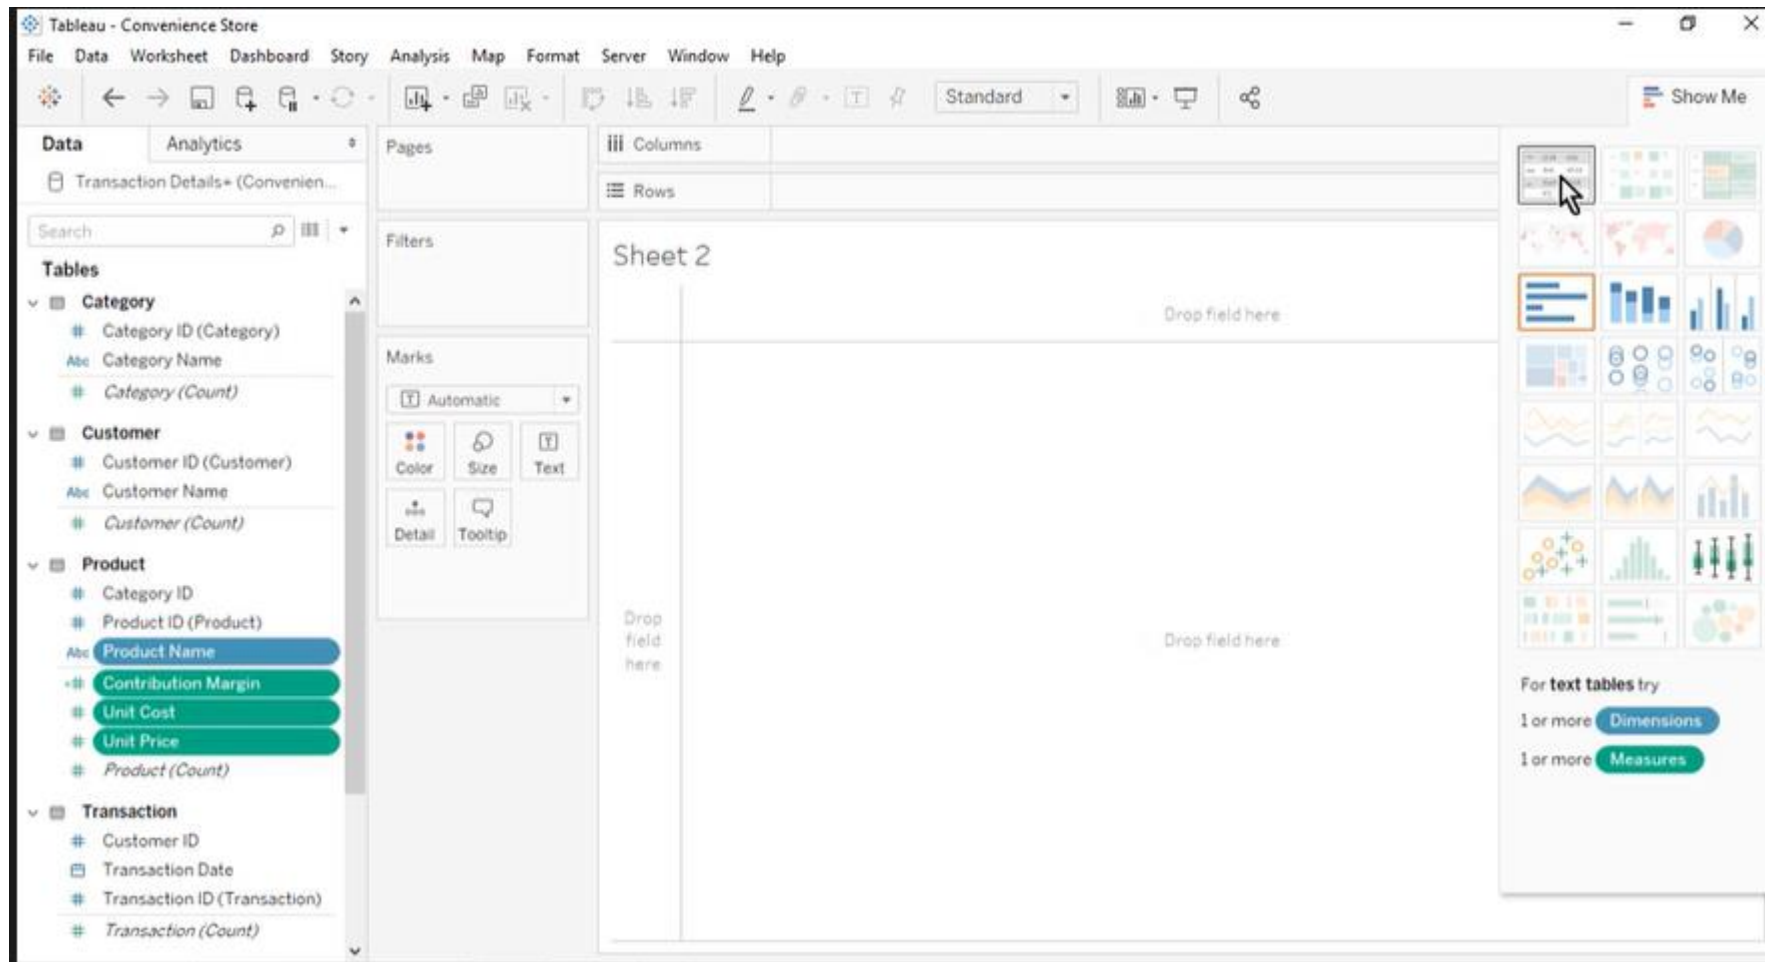 Tableau - Convenience Store
File Data Worksheet Dashboard Story Analysis Map Format Server Window Help
Standard
Show Me
Data Analytics
Transaction Details+ (Convenien...
Search
Tables
Category
Category ID (Category)
Abc Category Name
Category (Count)
Customer
Customer ID (Customer)
Abc Customer Name
Customer (Count)
Product
Category ID
Product ID (Product)
Abc Product Name
Contribution Margin
Unit Cost
Unit Price
Product (Count)
Transaction
Customer ID
Transaction Date
Transaction ID (Transaction)
Transaction (Count)
Pages
Filters
Marks
Automatic
Color Size Text
Detail Tooltip
Columns
Rows
Sheet 2
Drop field here
Drop
field
here
Drop field here
For text tables try
1 or more Dimensions
1 or more Measures